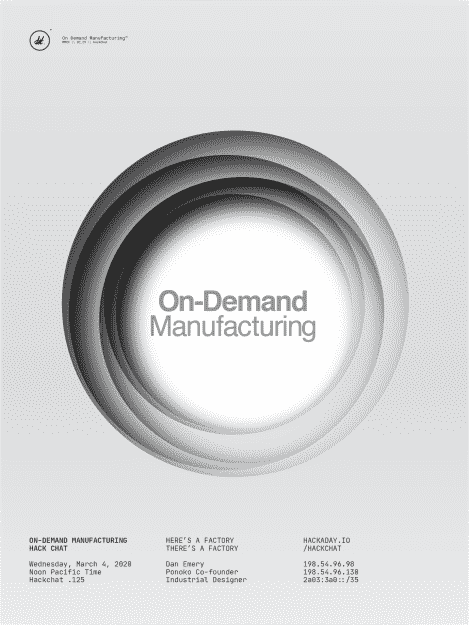 On Demand Manufacturing™
On-Demand
Manufacturing
ON-DEMAND MANUFACTURING
HACK CHAT
Wednesday, March 4, 2020
Noon Pacific Time
Hackchat .125
HERE'S A FACTORY
THERE'S A FACTORY
Dan Emery
Ponoko Co-founder
Industrial Designer
HACKADAY.IO
/HACKCHAT
198.54.96.98
198.54.96.130
2a03:3a0::/35